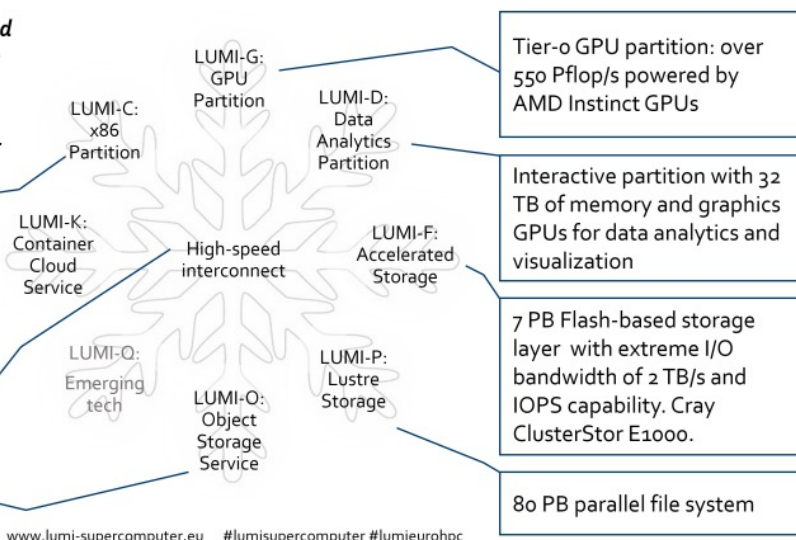 d
LUMI-G:
GPU
Partition
LUMI-C:
x86
Partition
LUMI-D:
Data
Analytics
Partition
LUMI-K:
Container
Cloud
Service
High-speed
interconnect
LUMI-F:
Accelerated
Storage
LUMI-Q:
Emerging
tech
LUMI-O:
Object
Storage
Service
LUMI-P:
Lustre
Storage
Tier-0 GPU partition: over
550 Pflop/s powered by
AMD Instinct GPUs
Interactive partition with 32
TB of memory and graphics
GPUs for data analytics and
visualization
7 PB Flash-based storage
layer with extreme I/O
bandwidth of 2 TB/s and
IOPS capability. Cray
ClusterStor E1000.
80 PB parallel file system
www.lumi-supercomputer.eu #lumisupercomputer #lumieurohpc